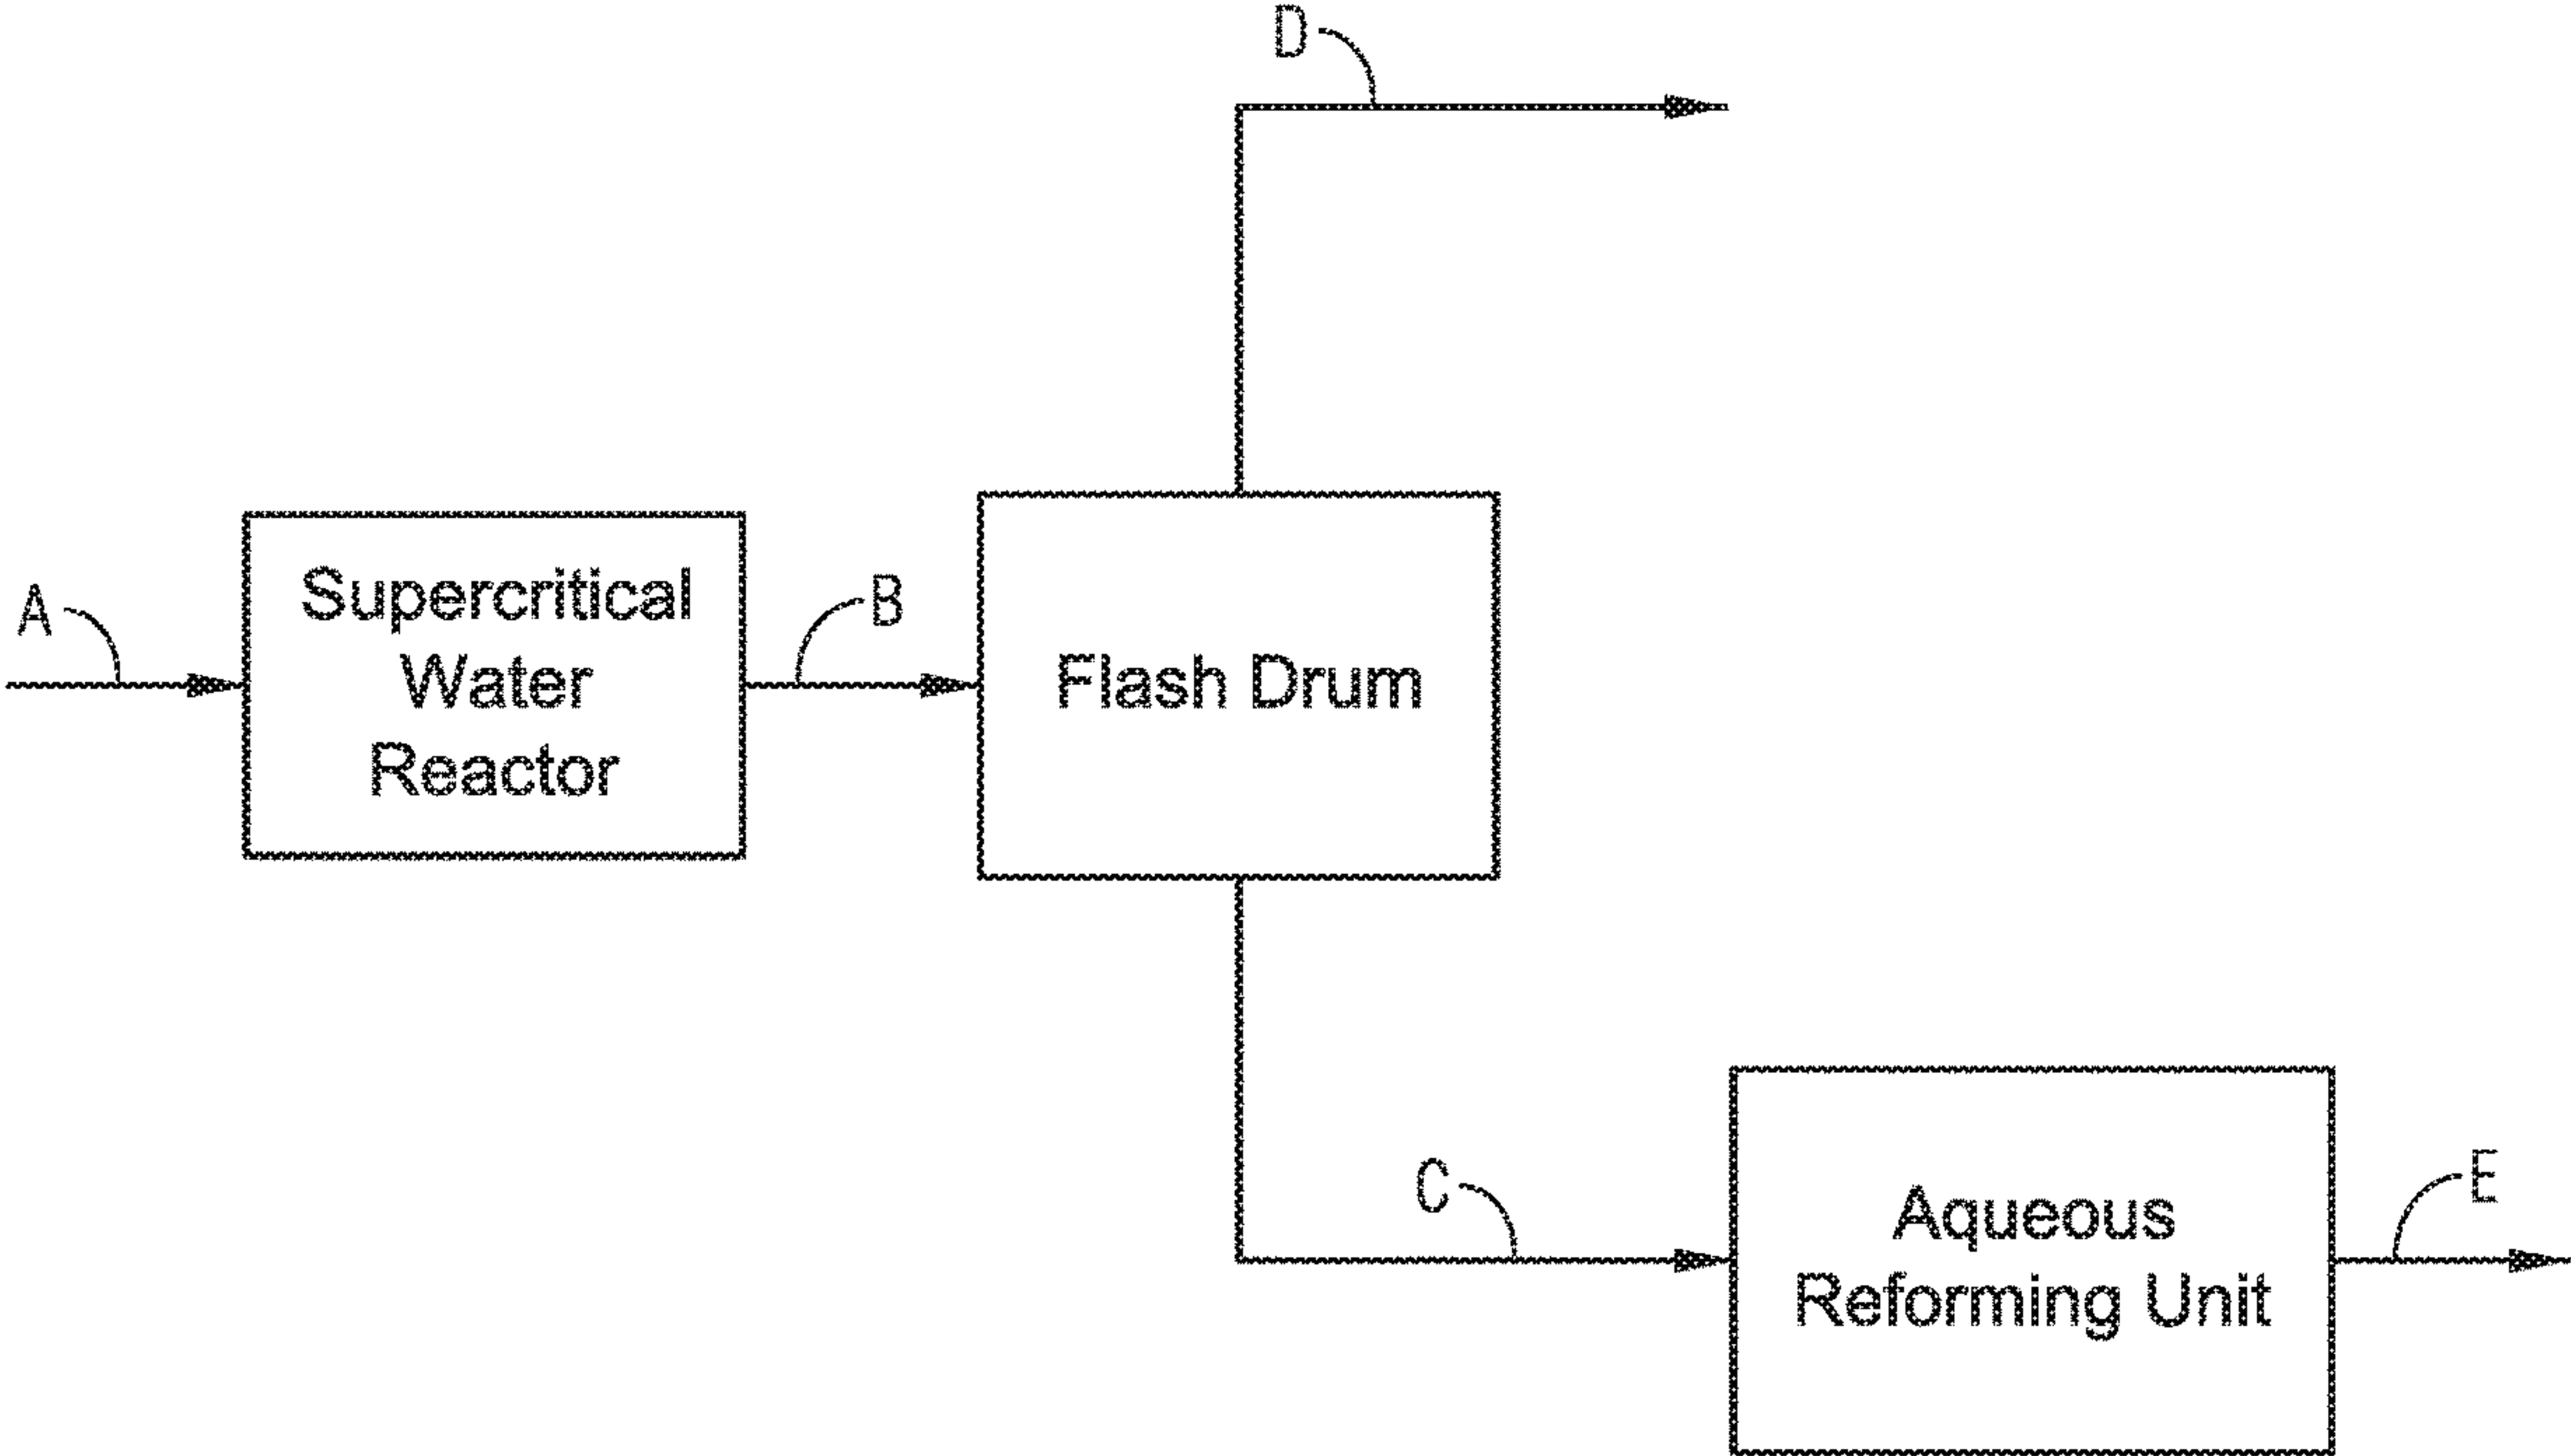 D
A
Supercritical
Water
Reactor
B
Flash Drum
C
Aqueous
Reforming Unit
E